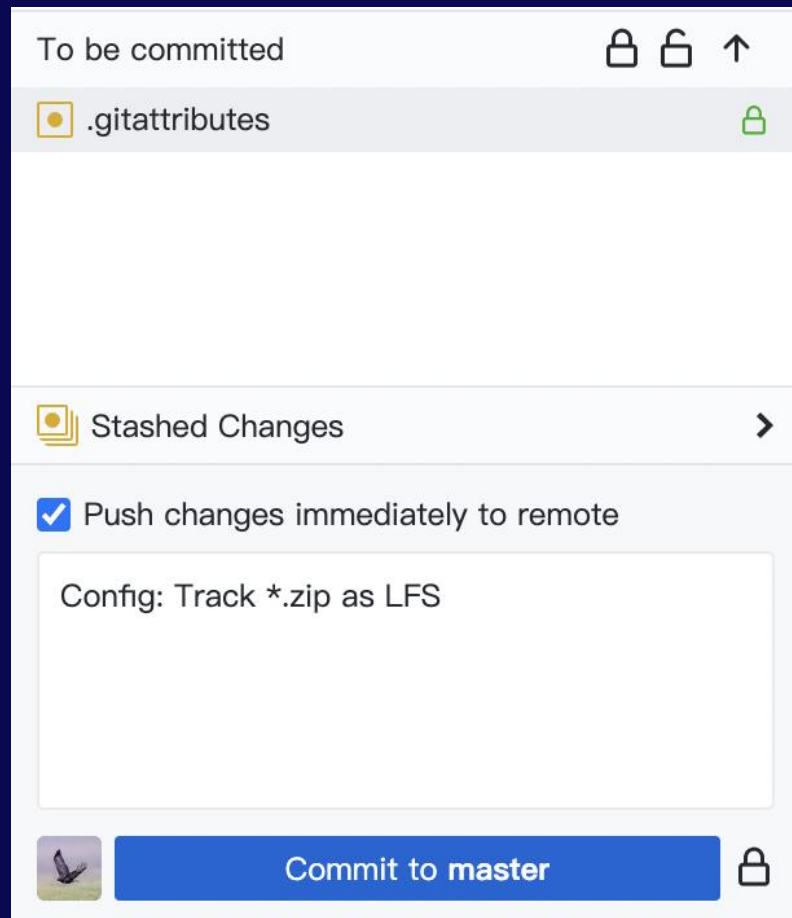 To be committed
.gitattributes
Stashed Changes
Push changes immediately to remote
Config: Track *.zip as LFS
Commit to master